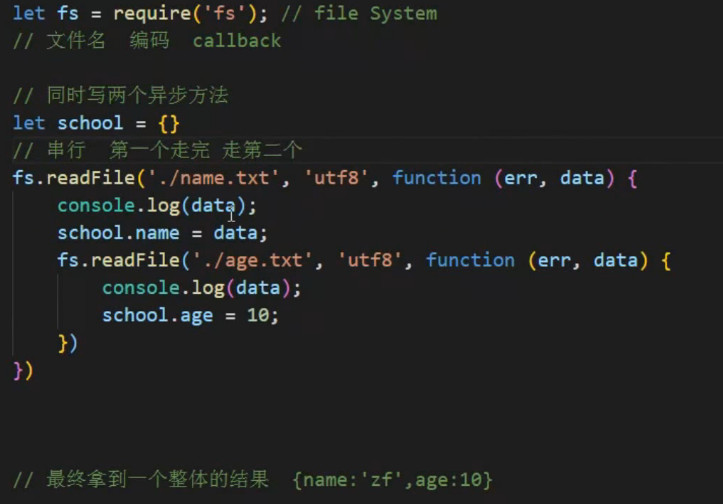 let fs = require('fs'); // file System
// 文件名  编码  callback
// 同时写两个异步方法
let school = {}
// 串行  第一个走完 走第二个
fs.readFile('./name.txt', 'utf8', function (err, data) {
    console.log(data);
    school.name = data;
    fs.readFile('./age.txt', 'utf8', function (err, data) {
        console.log(data);
        school.age = 10;
    })
})
// 最终拿到一个整体的结果  {name:'zf',age:10}